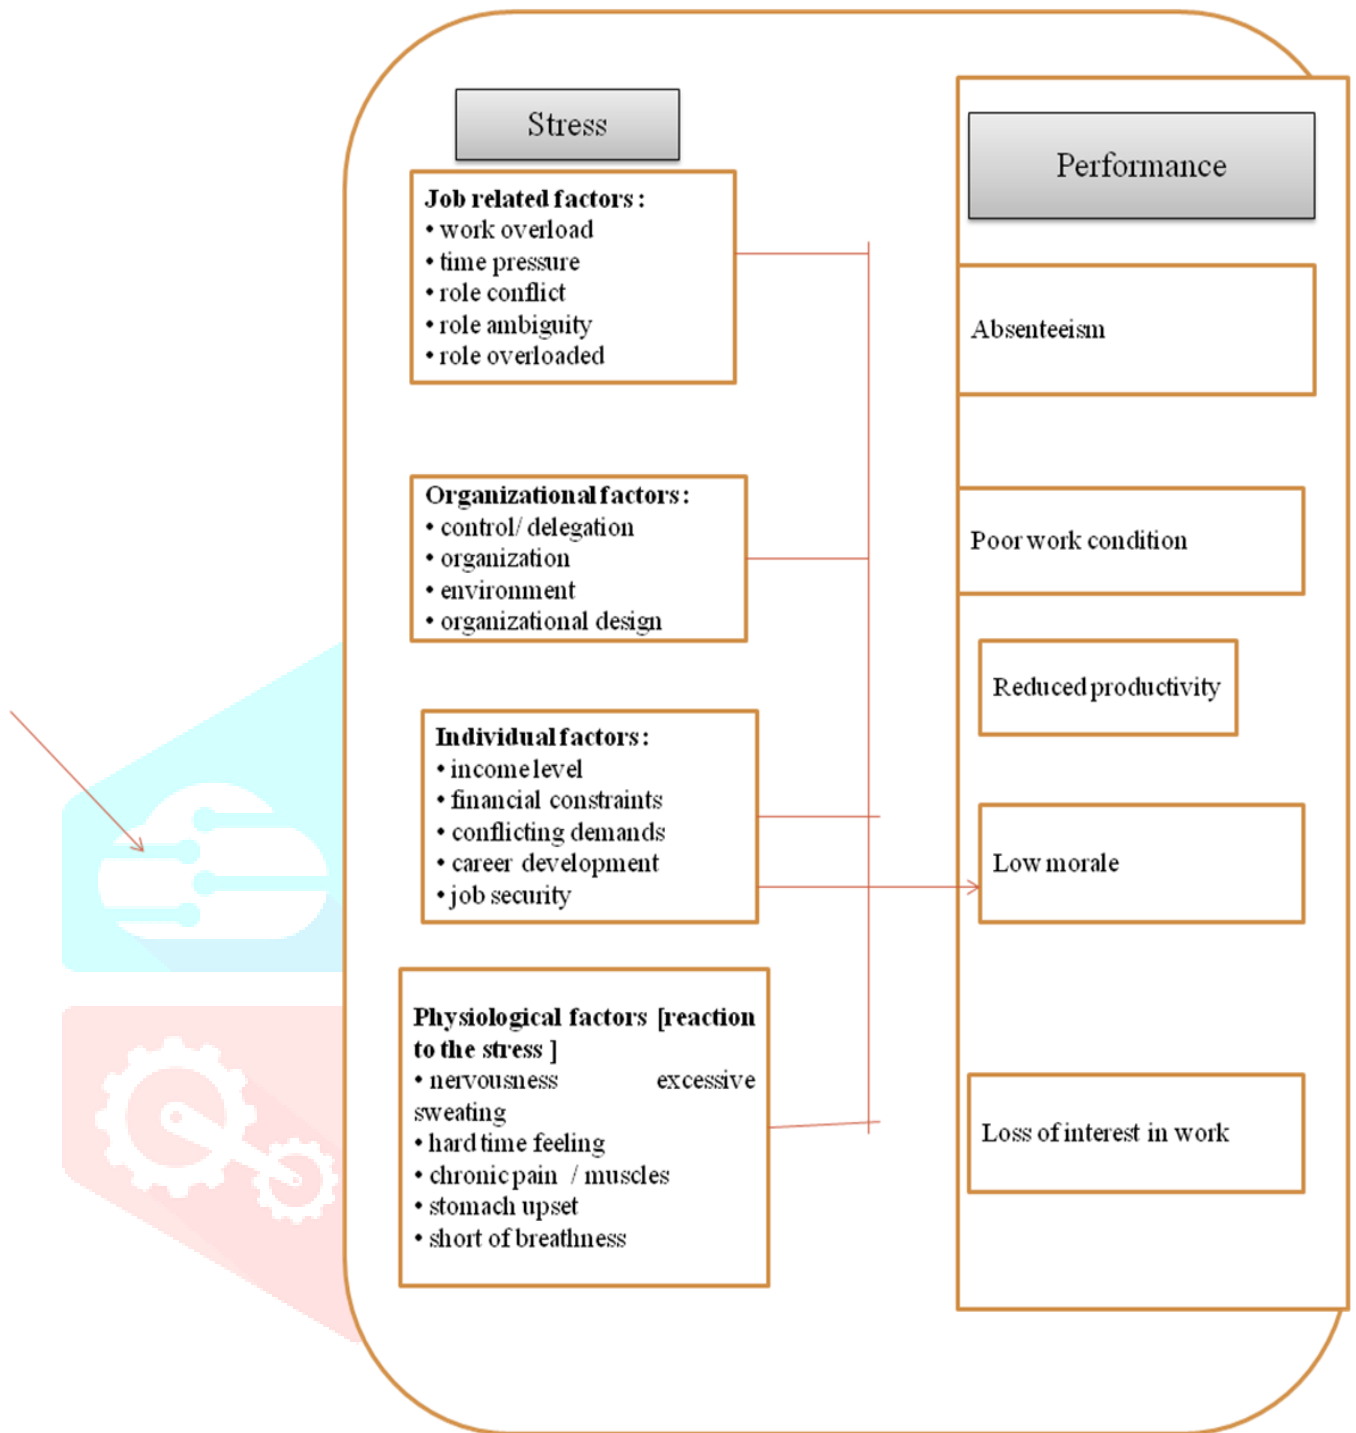 Stress
Job related factors :
• work overload
• time pressure
• role conflict
• role ambiguity
• role overloaded
Organizational factors :
• control/ delegation
• organization
• environment
• organizational design
Individual factors :
• income level
• financial constraints
• conflicting demands
• career development
• job security
Physiological factors [reaction
to the stress ]
• nervousness excessive
sweating
• hard time feeling
• chronic pain / muscles
• stomach upset
• short of breathness
Performance
Absenteeism
Poor work condition
Reduced productivity
Low morale
Loss of interest in work